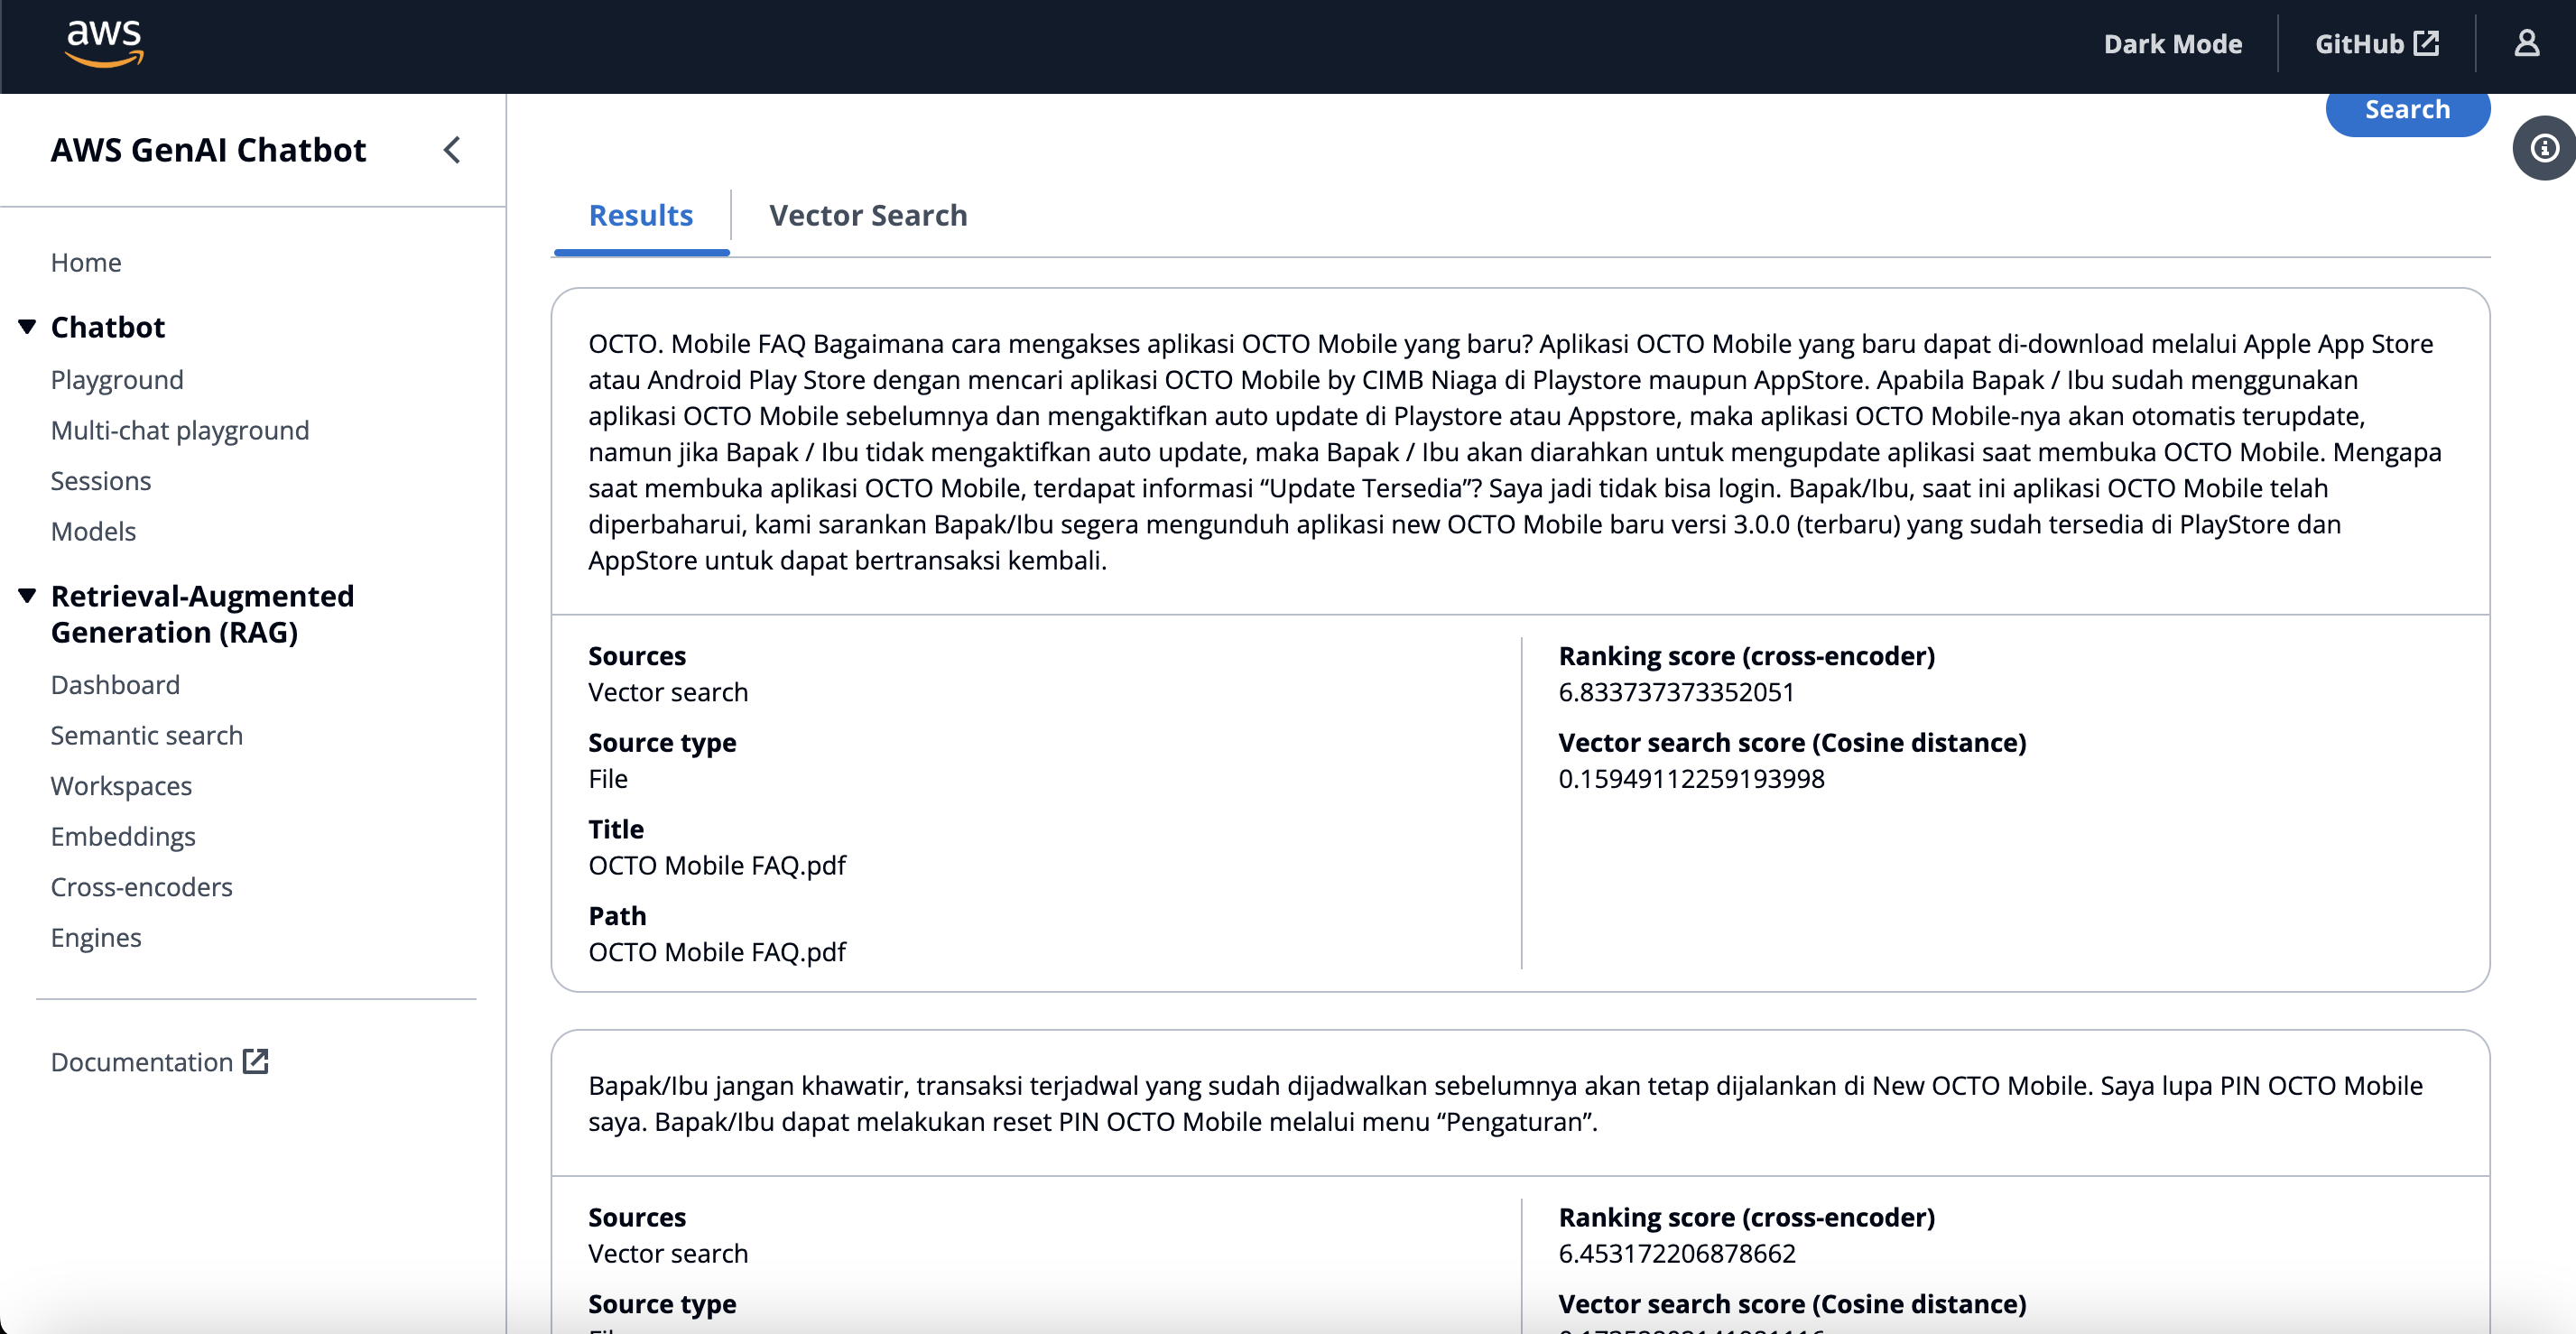 aws
Dark Mode
GitHub
AWS GenAI Chatbot
Search
Home
Chatbot
Playground
Multi-chat playground
Sessions
Models
Retrieval-Augmented
Generation (RAG)
Dashboard
Semantic search
Workspaces
Embeddings
Cross-encoders
Engines
Documentation
Results
Vector Search
OCTO. Mobile FAQ Bagaimana cara mengakses aplikasi OCTO Mobile yang baru? Aplikasi OCTO Mobile yang baru dapat di-download melalui Apple App Store
atau Android Play Store dengan mencari aplikasi OCTO Mobile by CIMB Niaga di Playstore maupun AppStore. Apabila Bapak / Ibu sudah menggunakan
aplikasi OCTO Mobile sebelumnya dan mengaktifkan auto update di Playstore atau Appstore, maka aplikasi OCTO Mobile-nya akan otomatis terupdate,
namun jika Bapak / Ibu tidak mengaktifkan auto update, maka Bapak / Ibu akan diarahkan untuk mengupdate aplikasi saat membuka OCTO Mobile. Mengapa
saat membuka aplikasi OCTO Mobile, terdapat informasi “Update Tersedia”? Saya jadi tidak bisa login. Bapak/Ibu, saat ini aplikasi OCTO Mobile telah
diperbaharui, kami sarankan Bapak/Ibu segera mengunduh aplikasi new OCTO Mobile baru versi 3.0.0 (terbaru) yang sudah tersedia di PlayStore dan
AppStore untuk dapat bertransaksi kembali.
Sources
Vector search
Source type
File
Title
OCTO Mobile FAQ.pdf
Path
OCTO Mobile FAQ.pdf
Ranking score (cross-encoder)
6.833737373352051
Vector search score (Cosine distance)
0.15949112259193998
Bapak/Ibu jangan khawatir, transaksi terjadwal yang sudah dijadwalkan sebelumnya akan tetap dijalankan di New OCTO Mobile. Saya lupa PIN OCTO Mobile
saya. Bapak/Ibu dapat melakukan reset PIN OCTO Mobile melalui menu “Pengaturan”.
Sources
Vector search
Source type
Ranking score (cross-encoder)
6.453172206878662
Vector search score (Cosine distance)